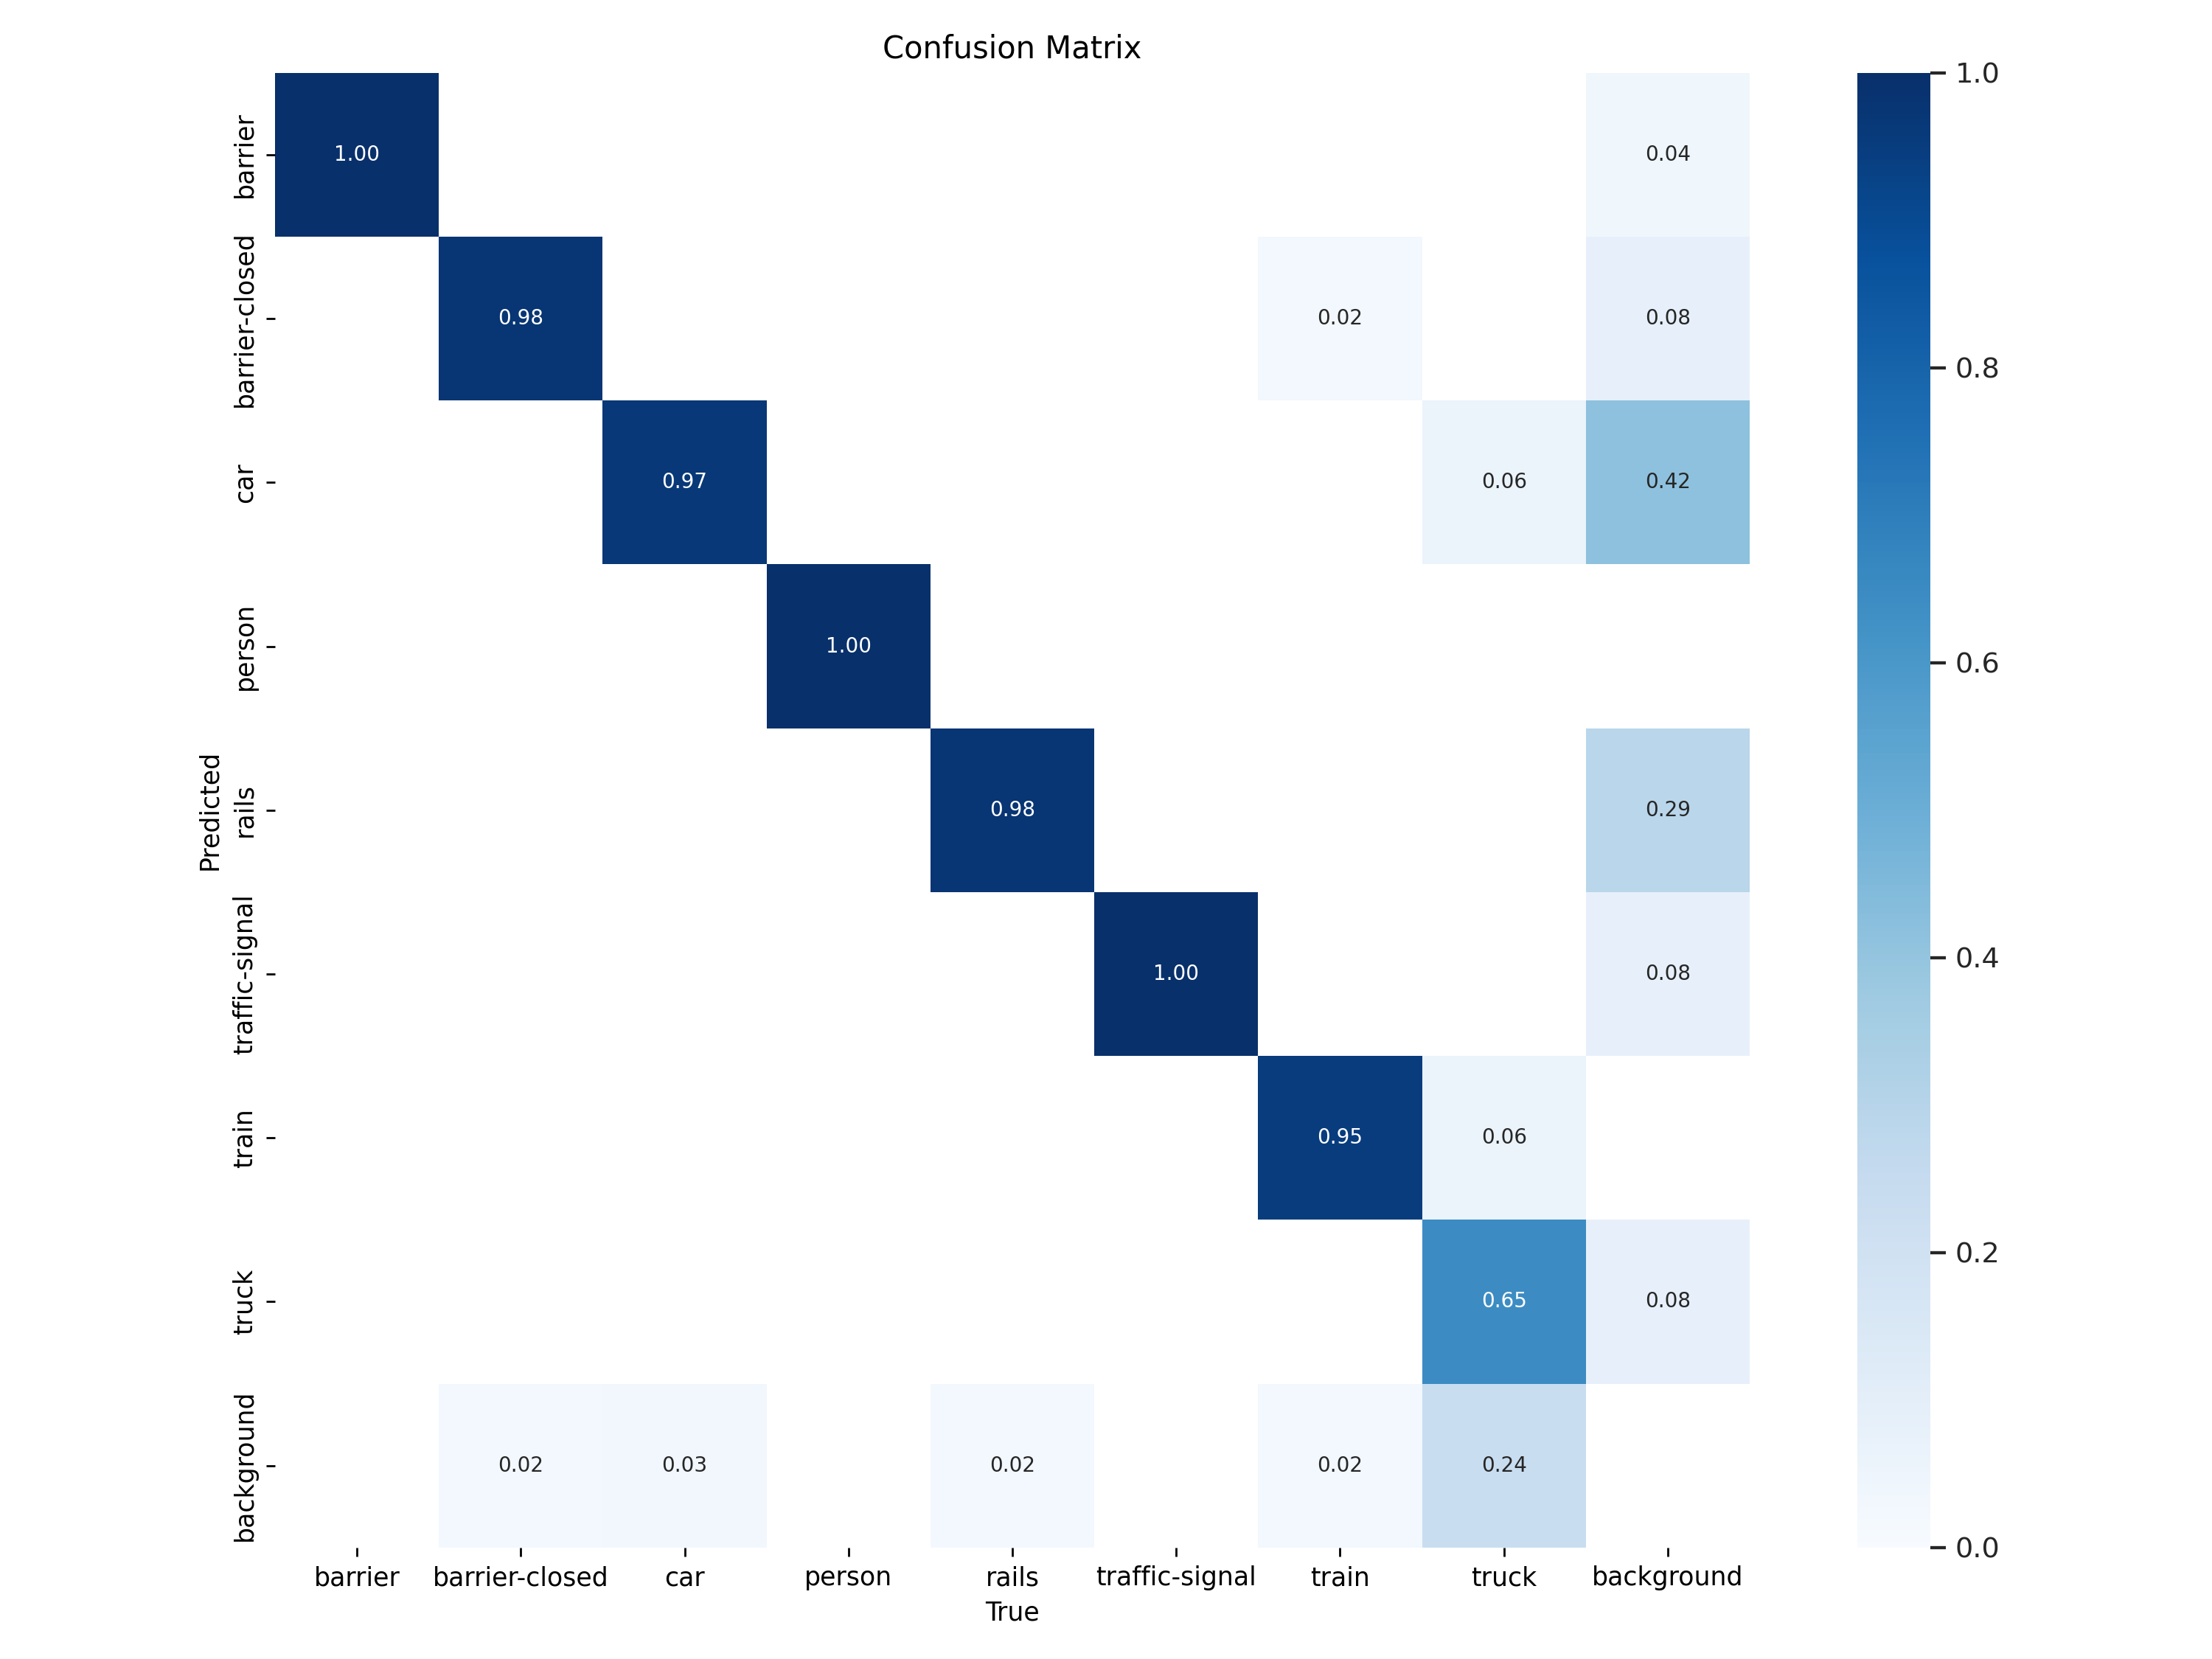 Confusion Matrix
barrier
1.00
0.04
1.0
barrier-closed
0.98
0.02
0.08
0.8
car
0.97
0.06
0.42
person
1.00
0.6
Predicted
rails
0.98
0.29
traffic-signal
1.00
0.08
0.4
train
0.95
0.06
truck
0.65
0.08
0.2
background
0.02
0.03
0.02
0.02
0.24
0.0
barrier barrier-closed car person rails traffic-signal train truck background
True